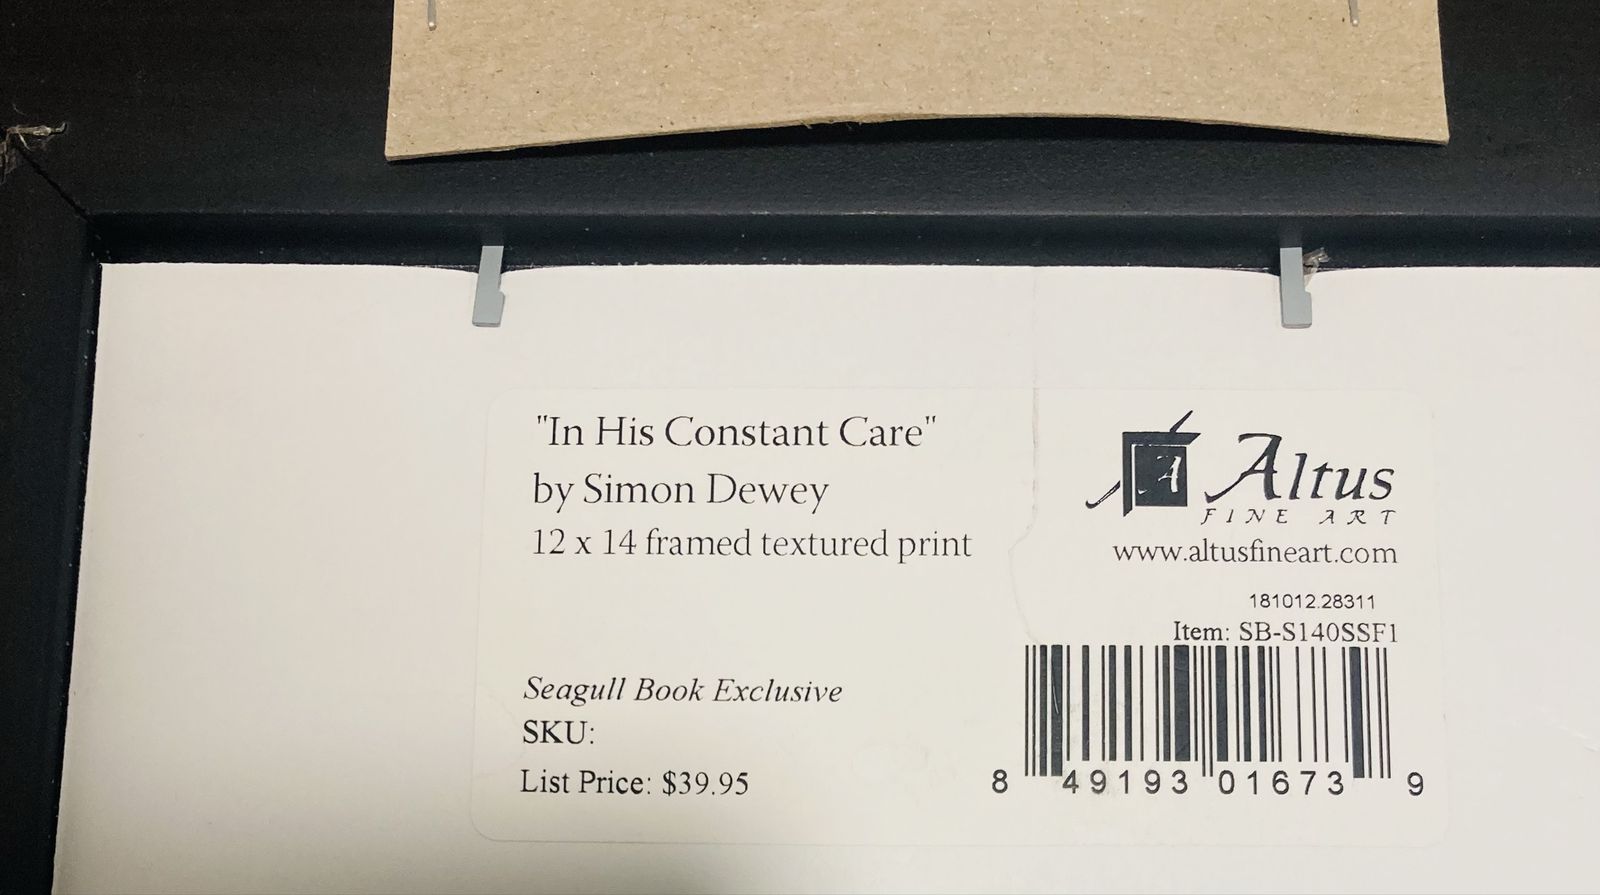 "In His Constant Care"
by Simon Dewey
12 x 14 framed textured print
Seagull Book Exclusive
SKU:
List Price: $39.95
A
Altus
FINE ART
www.altusfineart.com
181012.28311
Item: SB-S140SSF1
8 49193 01673 9